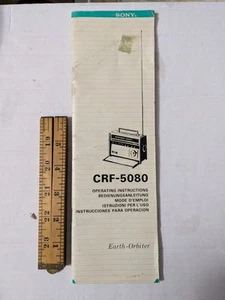 SONY.
CRF-5080
OPERATING INSTRUCTIONS
BEDIENUNGSANLEITUNG
MODE D'EMPLOI
ISTRUZIONI PER L'USO
INSTRUCCIONES PARA OPERACION
Earth-Orbiter